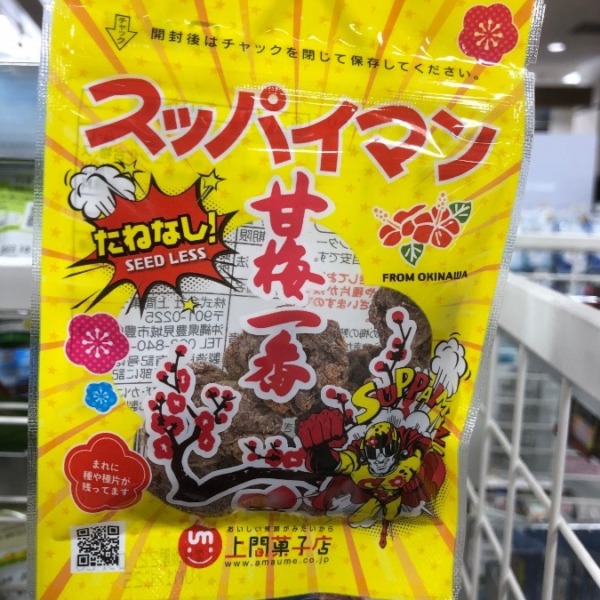 チャック
開封後はチャックを閉じて保存してください。
スッパイマン
甘梅一番
たねなし!
SEED LESS
FROM OKINAWA
SUPPAIMAN
まれに
種や種片が
残ってます
おいしい笑顔がみたいから
上間菓子店
www.amaume.co.jp